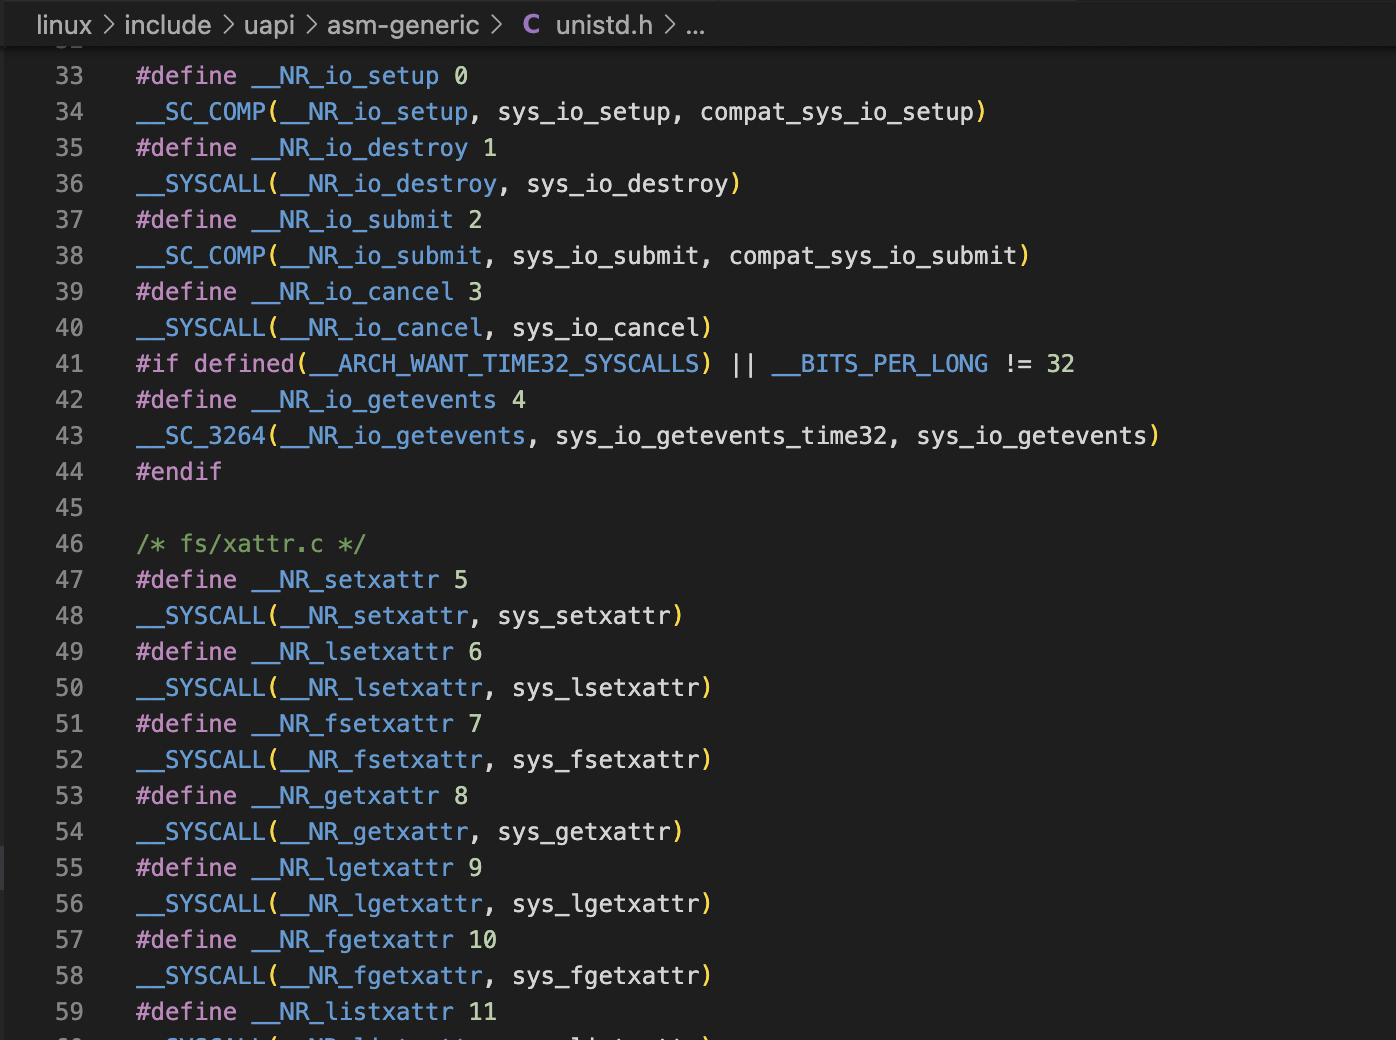 linux > include > uapi > asm-generic > C unistd.h > ...
33 #define __NR_io_setup 0
34 __SC_COMP(__NR_io_setup, sys_io_setup, compat_sys_io_setup)
35 #define __NR_io_destroy 1
36 __SYSCALL(__NR_io_destroy, sys_io_destroy)
37 #define __NR_io_submit 2
38 __SC_COMP(__NR_io_submit, sys_io_submit, compat_sys_io_submit)
39 #define __NR_io_cancel 3
40 __SYSCALL(__NR_io_cancel, sys_io_cancel)
41 #if defined(__ARCH_WANT_TIME32_SYSCALLS) || __BITS_PER_LONG != 32
42 #define __NR_io_getevents 4
43 __SC_3264(__NR_io_getevents, sys_io_getevents_time32, sys_io_getevents)
44 #endif
45
46 /* fs/xattr.c */
47 #define __NR_setxattr 5
48 __SYSCALL(__NR_setxattr, sys_setxattr)
49 #define __NR_lsetxattr 6
50 __SYSCALL(__NR_lsetxattr, sys_lsetxattr)
51 #define __NR_fsetxattr 7
52 __SYSCALL(__NR_fsetxattr, sys_fsetxattr)
53 #define __NR_getxattr 8
54 __SYSCALL(__NR_getxattr, sys_getxattr)
55 #define __NR_lgetxattr 9
56 __SYSCALL(__NR_lgetxattr, sys_lgetxattr)
57 #define __NR_fgetxattr 10
58 __SYSCALL(__NR_fgetxattr, sys_fgetxattr)
59 #define __NR_listxattr 11